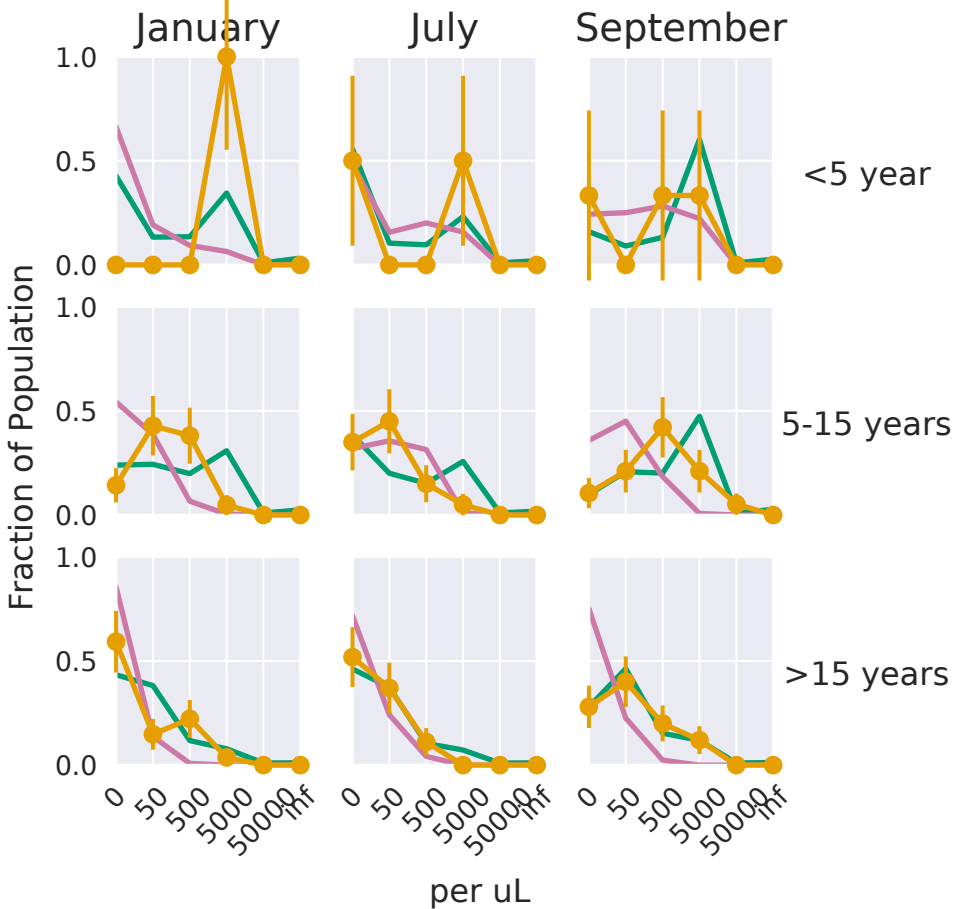 January July September
1.0
0.5
0.0
<5 year
1.0
0.5
0.0
5-15 years
1.0
0.5
0.0
>15 years
Fraction of Population
0 50 500 5000 50000 inf
0 50 500 5000 50000 inf
0 50 500 5000 50000 inf
per uL